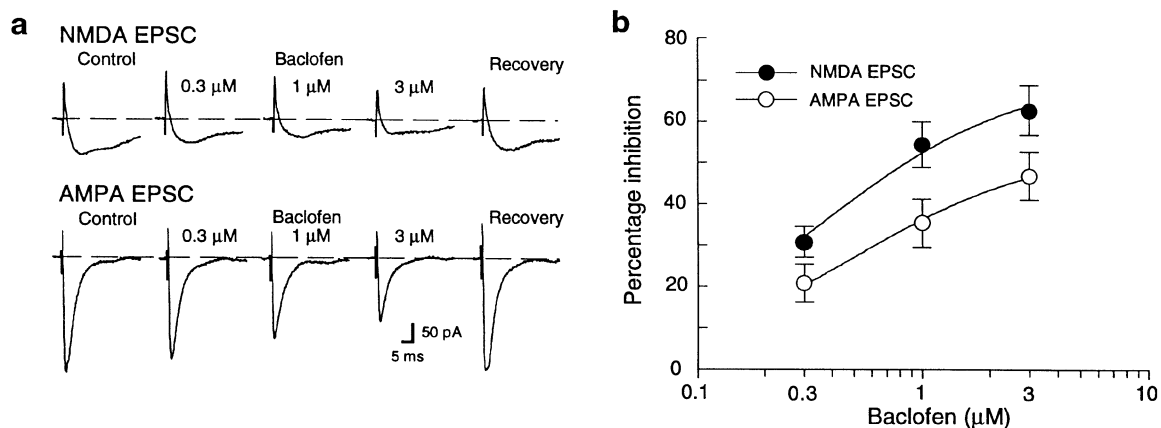 a
NMDA EPSC
Control
Baclofen
Recovery
0.3 μM
1 μM
3 μM
AMPA EPSC
Control
Baclofen
Recovery
0.3 μM
1 μM
3 μM
50 pA
5 ms
b
80
60
40
20
0
Percentage inhibition
NMDA EPSC
AMPA EPSC
0.1
0.3
1
3
10
Baclofen (μM)